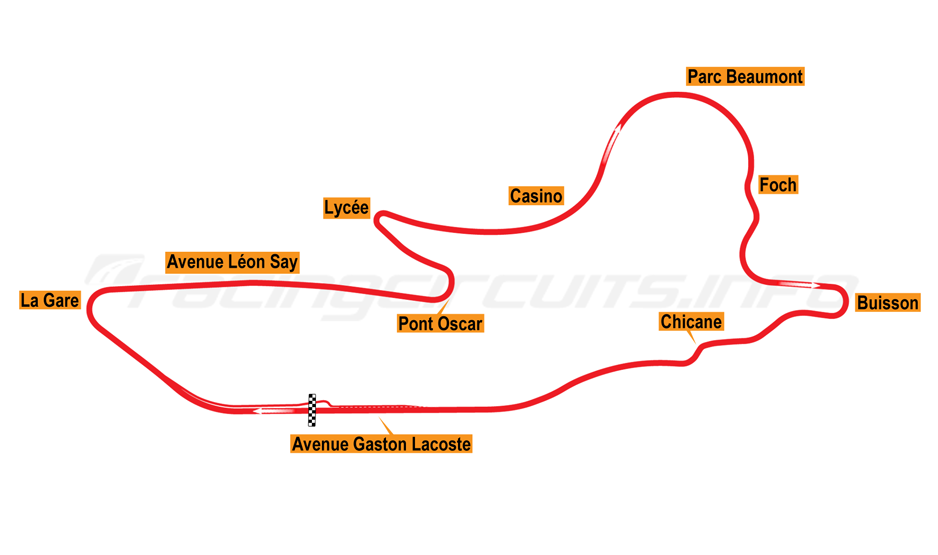 Parc Beaumont
Foch
Casino
Lycée
Avenue Léon Say
La Gare
Pont Oscar
Buisson
Chicane
Avenue Gaston Lacoste
racingcircuits.info